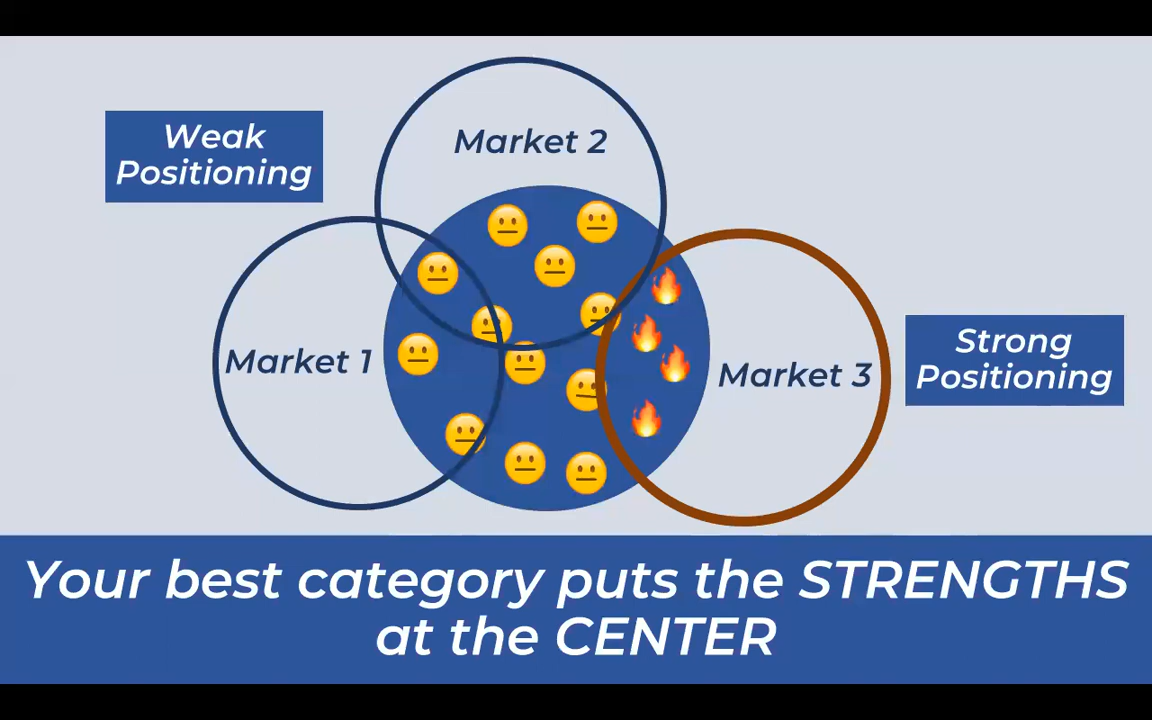 Weak
Positioning
Market 2
Market 1
Market 3
Strong
Positioning
Your best category puts the STRENGTHS
at the CENTER